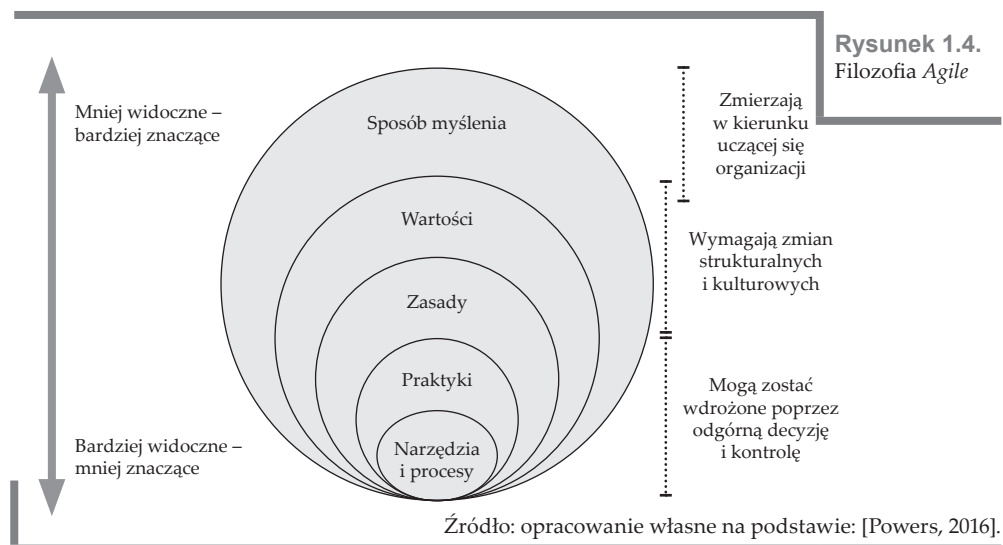 Rysunek 1.4.
Filozofia Agile
Mniej widoczne –
bardziej znaczące
Bardziej widoczne –
mniej znaczące
Sposób myślenia
Wartości
Zasady
Praktyki
Narzędzia
i procesy
Zmierzają
w kierunku
uczącej się
organizacji
Wymagają zmian
strukturalnych
i kulturowych
Mogą zostać
wdrożone poprzez
odgórną decyzję
i kontrolę
Źródło: opracowanie własne na podstawie: [Powers, 2016].